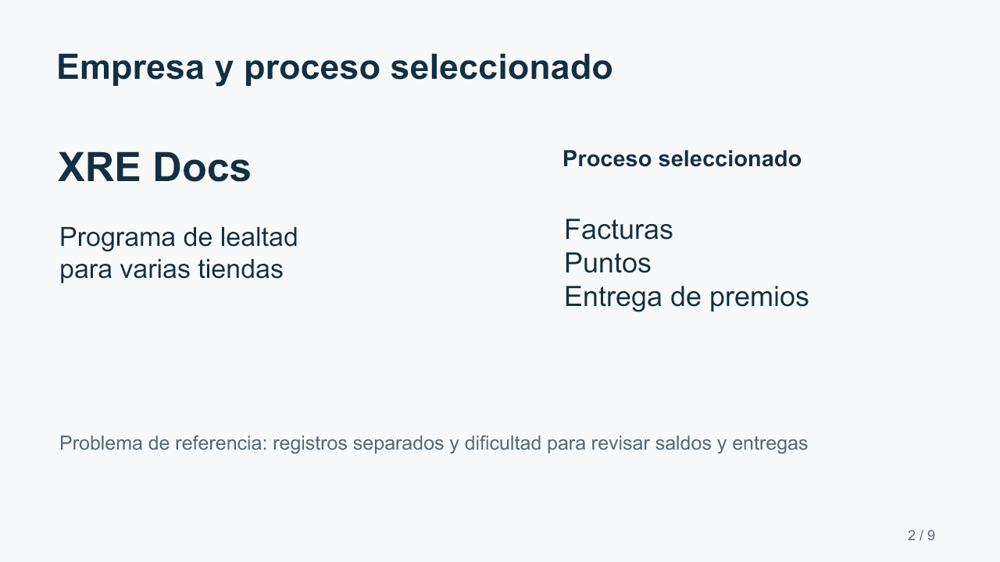 Empresa y proceso seleccionado
XRE Docs
Programa de lealtad
para varias tiendas
Proceso seleccionado
Facturas
Puntos
Entrega de premios
Problema de referencia: registros separados y dificultad para revisar saldos y entregas
2 / 9